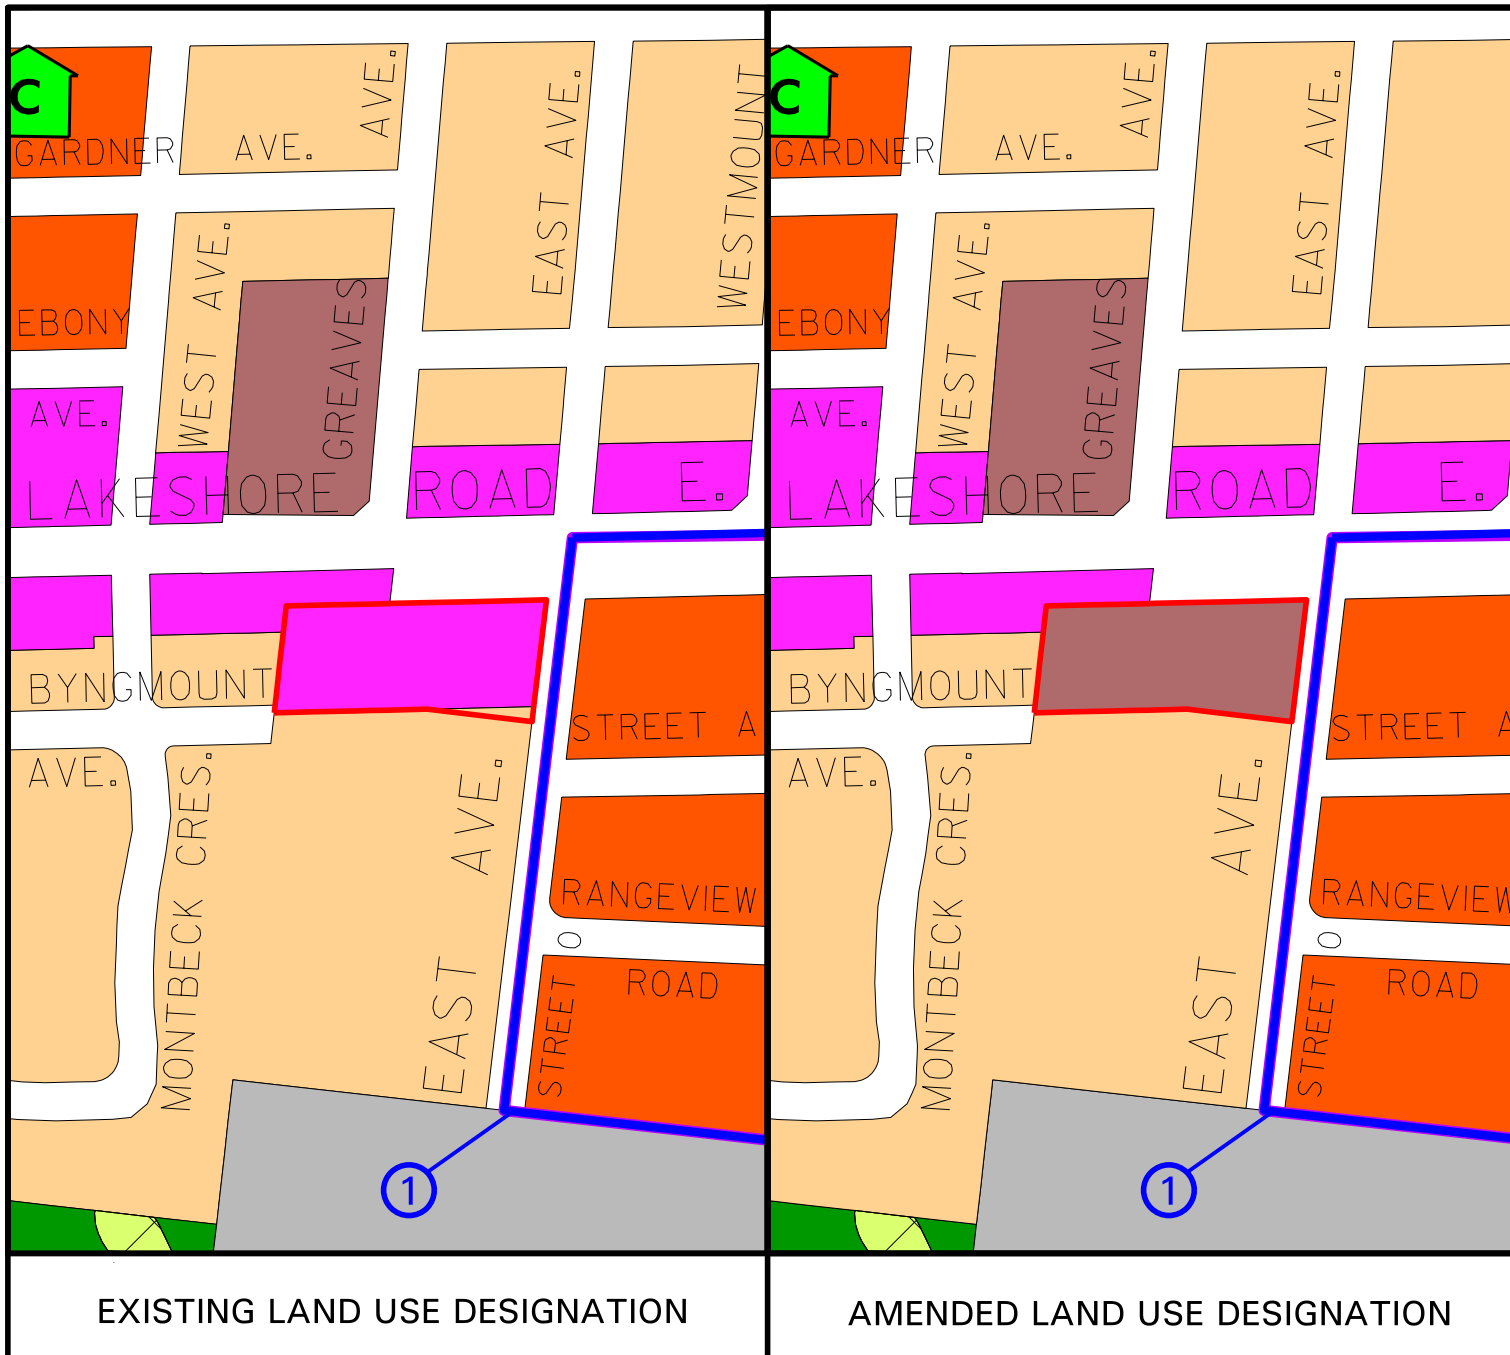 C
GARDNER AVE.
AVE.
EAST AVE.
WESTMOUNT
WEST AVE.
EBONY
GREAVES
AVE.
LAKESHORE ROAD E.
BYNGMOUNT
STREET A
AVE.
MONTBECK CRES.
EAST AVE.
RANGEVIEW
O
STREET
ROAD
1
EXISTING LAND USE DESIGNATION
C
GARDNER AVE.
AVE.
EAST AVE.
WEST AVE.
EBONY
GREAVES
AVE.
LAKESHORE ROAD E.
BYNGMOUNT
STREET A
AVE.
MONTBECK CRES.
EAST AVE.
RANGEVIEW
O
STREET
ROAD
1
AMENDED LAND USE DESIGNATION